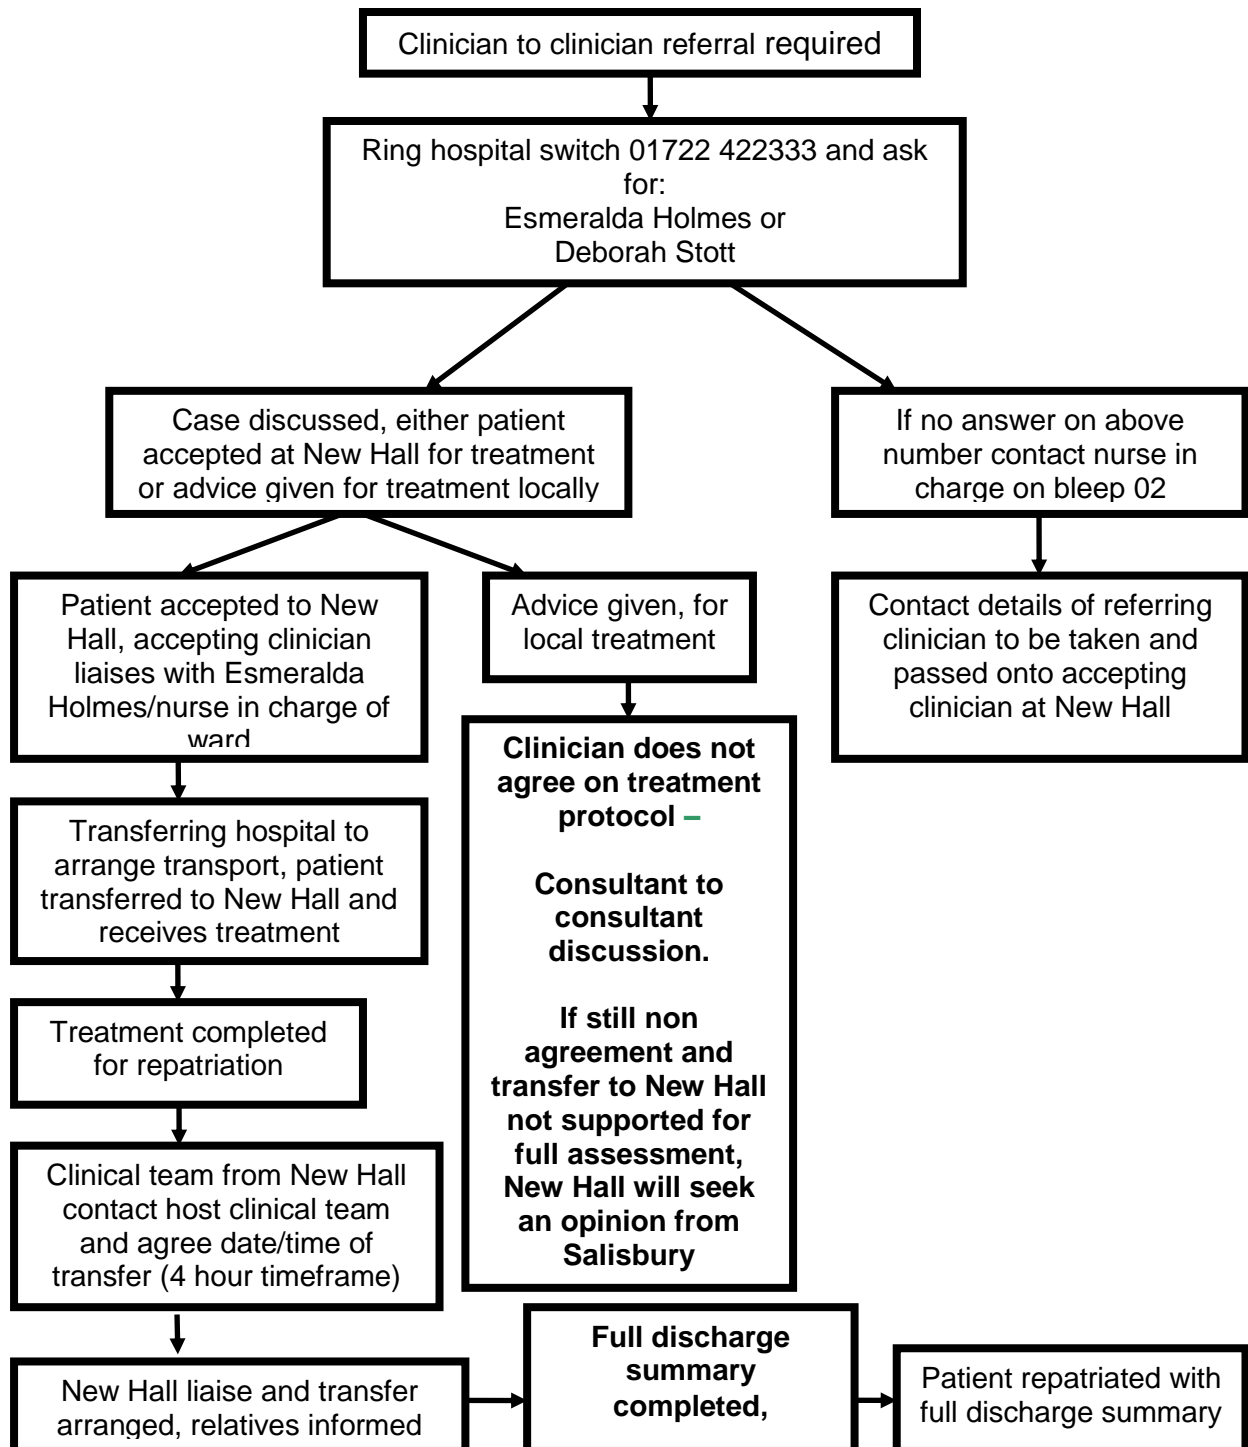 Clinician to clinician referral required
Ring hospital switch 01722 422333 and ask
for:
Esmeralda Holmes or
Deborah Stott
Case discussed, either patient
accepted at New Hall for treatment
or advice given for treatment locally
If no answer on above
number contact nurse in
charge on bleep 02
Patient accepted to New
Hall, accepting clinician
liaises with Esmeralda
Holmes/nurse in charge of
ward
Advice given, for
local treatment
Contact details of referring
clinician to be taken and
passed onto accepting
clinician at New Hall
Clinician does not
agree on treatment
protocol –
Consultant to
consultant
discussion.
If still non
agreement and
transfer to New Hall
not supported for
full assessment,
New Hall will seek
an opinion from
Salisbury
Transferring hospital to
arrange transport, patient
transferred to New Hall and
receives treatment
Treatment completed
for repatriation
Clinical team from New Hall
contact host clinical team
and agree date/time of
transfer (4 hour timeframe)
New Hall liaise and transfer
arranged, relatives informed
Full discharge
summary
completed,
Patient repatriated with
full discharge summary